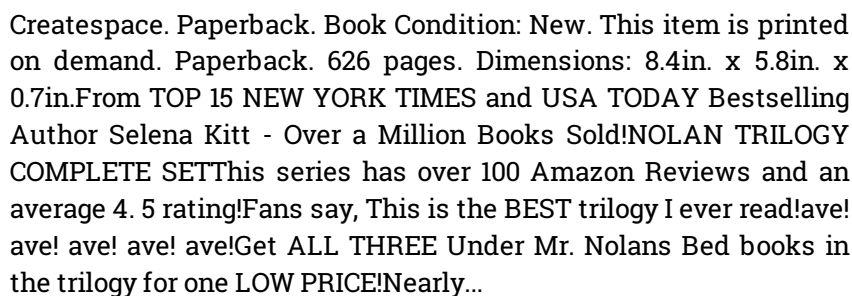 Createspace. Paperback. Book Condition: New. This item is printed
on demand. Paperback. 626 pages. Dimensions: 8.4in. x 5.8in. x
0.7in.From TOP 15 NEW YORK TIMES and USA TODAY Bestselling
Author Selena Kitt - Over a Million Books Sold!NOLAN TRILOGY
COMPLETE SETThis series has over 100 Amazon Reviews and an
average 4. 5 rating!Fans say, This is the BEST trilogy I ever read!ave!
ave! ave! ave! ave!Get ALL THREE Under Mr. Nolans Bed books in
the trilogy for one LOW PRICE!Nearly...